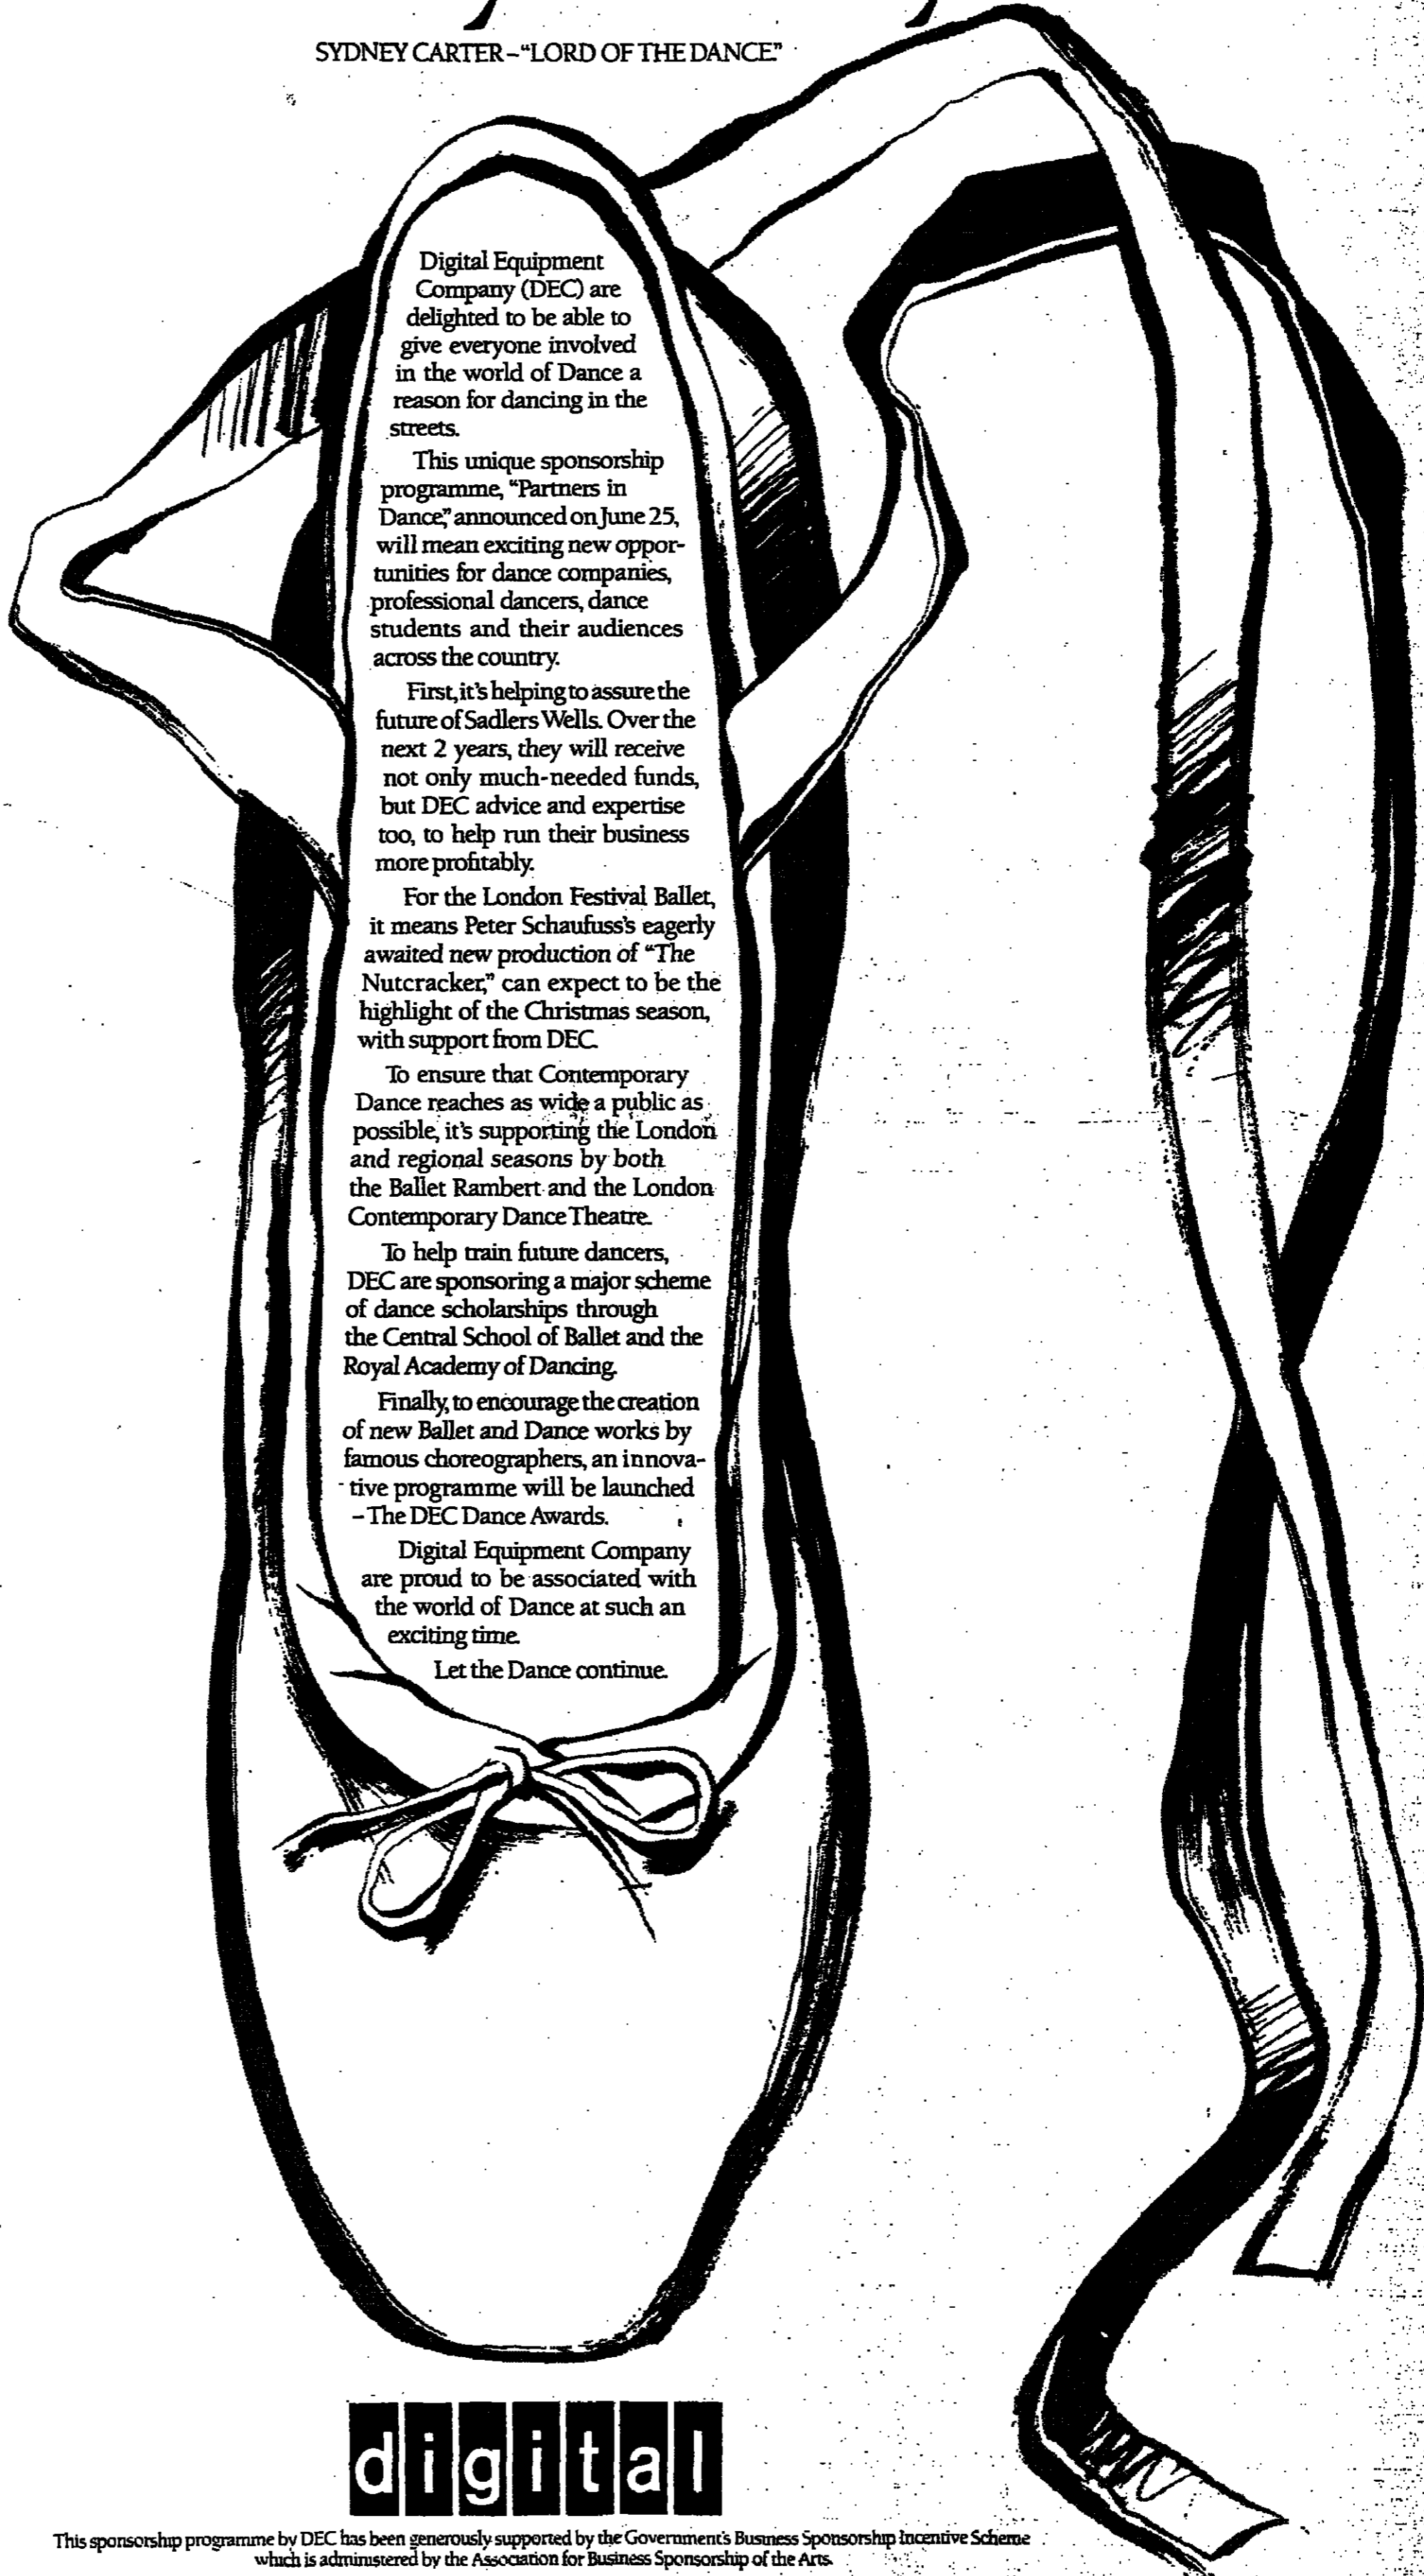 SYDNEY CARTER–“LORD OF THE DANCE”
Digital Equipment
Company (DEC) are
delighted to be able to
give everyone involved
in the world of Dance a
reason for dancing in the
streets.
This unique sponsorship
programme, “Partners in
Dance,” announced on June 25,
will mean exciting new oppor-
tunities for dance companies,
professional dancers, dance
students and their audiences
across the country.
First, it's helping to assure the
future of Sadlers Wells. Over the
next 2 years, they will receive
not only much-needed funds,
but DEC advice and expertise
too, to help run their business
more profitably.
For the London Festival Ballet,
it means Peter Schaufuss's eagerly
awaited new production of “The
Nutcracker,” can expect to be the
highlight of the Christmas season,
with support from DEC.
To ensure that Contemporary
Dance reaches as wide a public as
possible, it's supporting the London
and regional seasons by both
the Ballet Rambert and the London
Contemporary Dance Theatre.
To help train future dancers,
DEC are sponsoring a major scheme
of dance scholarships through
the Central School of Ballet and the
Royal Academy of Dancing.
Finally, to encourage the creation
of new Ballet and Dance works by
famous choreographers, an innova-
tive programme will be launched
–The DEC Dance Awards.
Digital Equipment Company
are proud to be associated with
the world of Dance at such an
exciting time.
Let the Dance continue.
digital
This sponsorship programme by DEC has been generously supported by the Government's Business Sponsorship Incentive Scheme
which is administered by the Association for Business Sponsorship of the Arts.